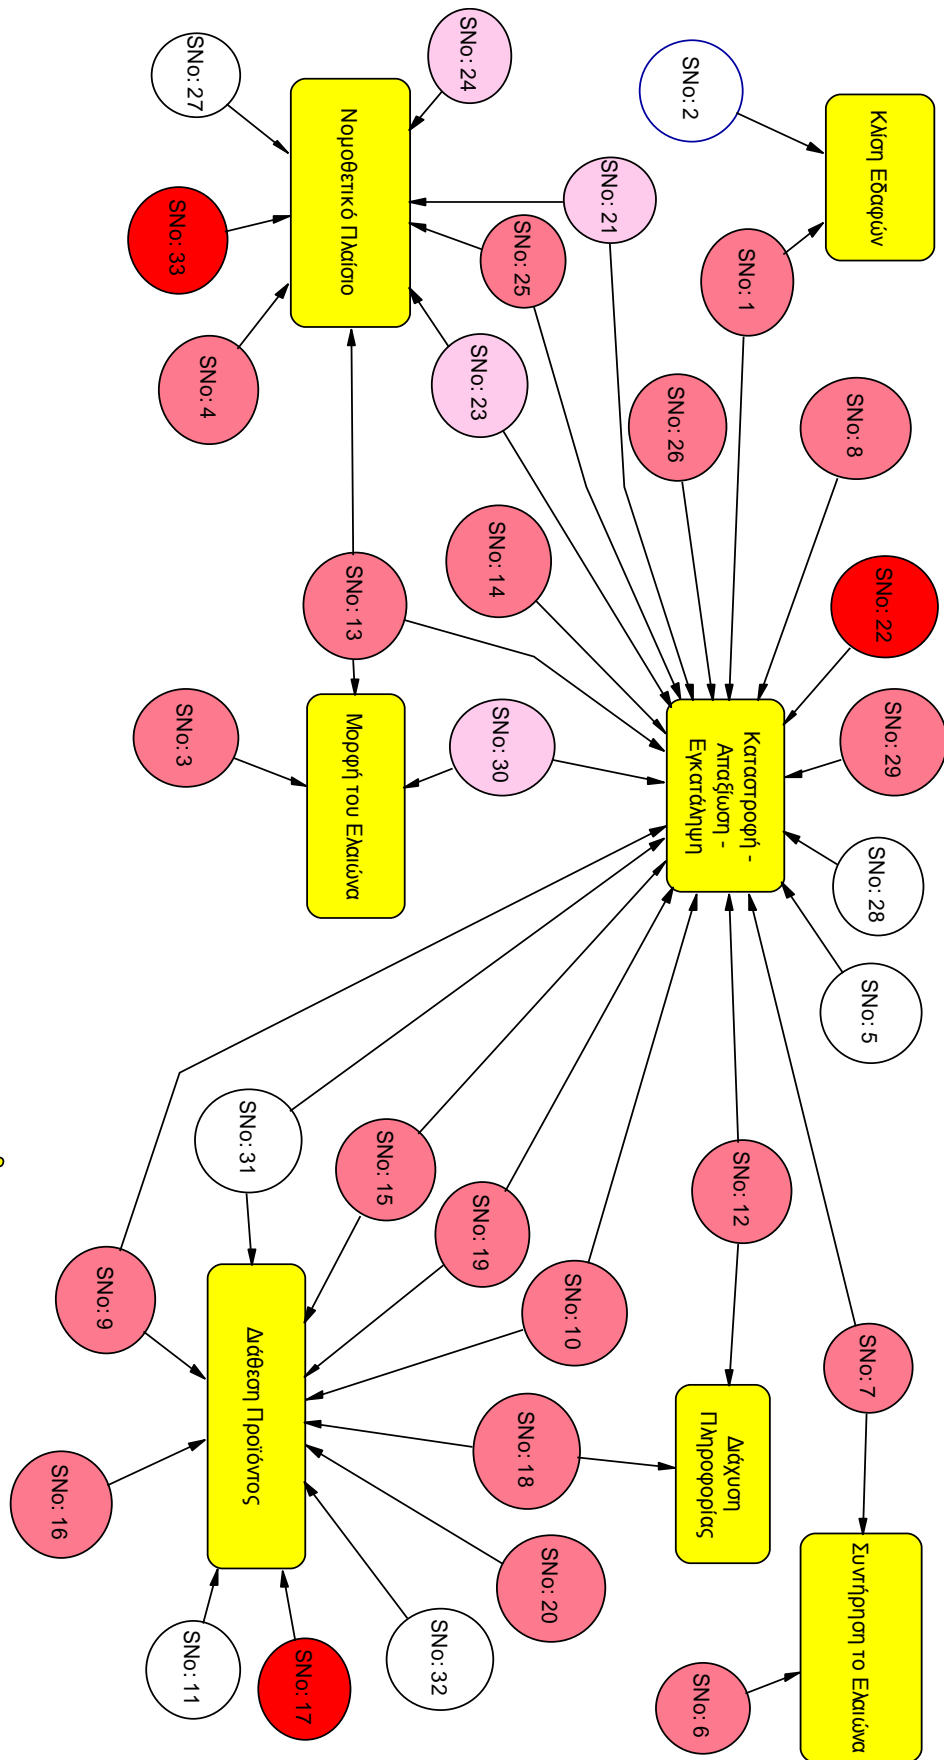 Κλίση Εδαφών
SNo: 8
SNo: 22
SNo: 29
SNo: 28
SNo: 5
SNo: 7
Συντήρηση το Ελαιώνα
SNo: 2
SNo: 1
SNo: 26
Καταστροφή -
Απαξίωση -
Εγκατάληψη
SNo: 12
Διάχυση
Πληροφορίας
SNo: 6
SNo: 21
SNo: 10
SNo: 20
SNo: 24
SNo: 25
SNo: 23
SNo: 14
SNo: 30
SNo: 19
SNo: 18
SNo: 32
Νομοθετικό Πλαίσιο
SNo: 13
Μορφή του Ελαιώνα
SNo: 15
SNo: 31
Διάθεση Προϊόντος
SNo: 17
SNo: 27
SNo: 33
SNo: 4
SNo: 3
SNo: 11
SNo: 9
SNo: 16